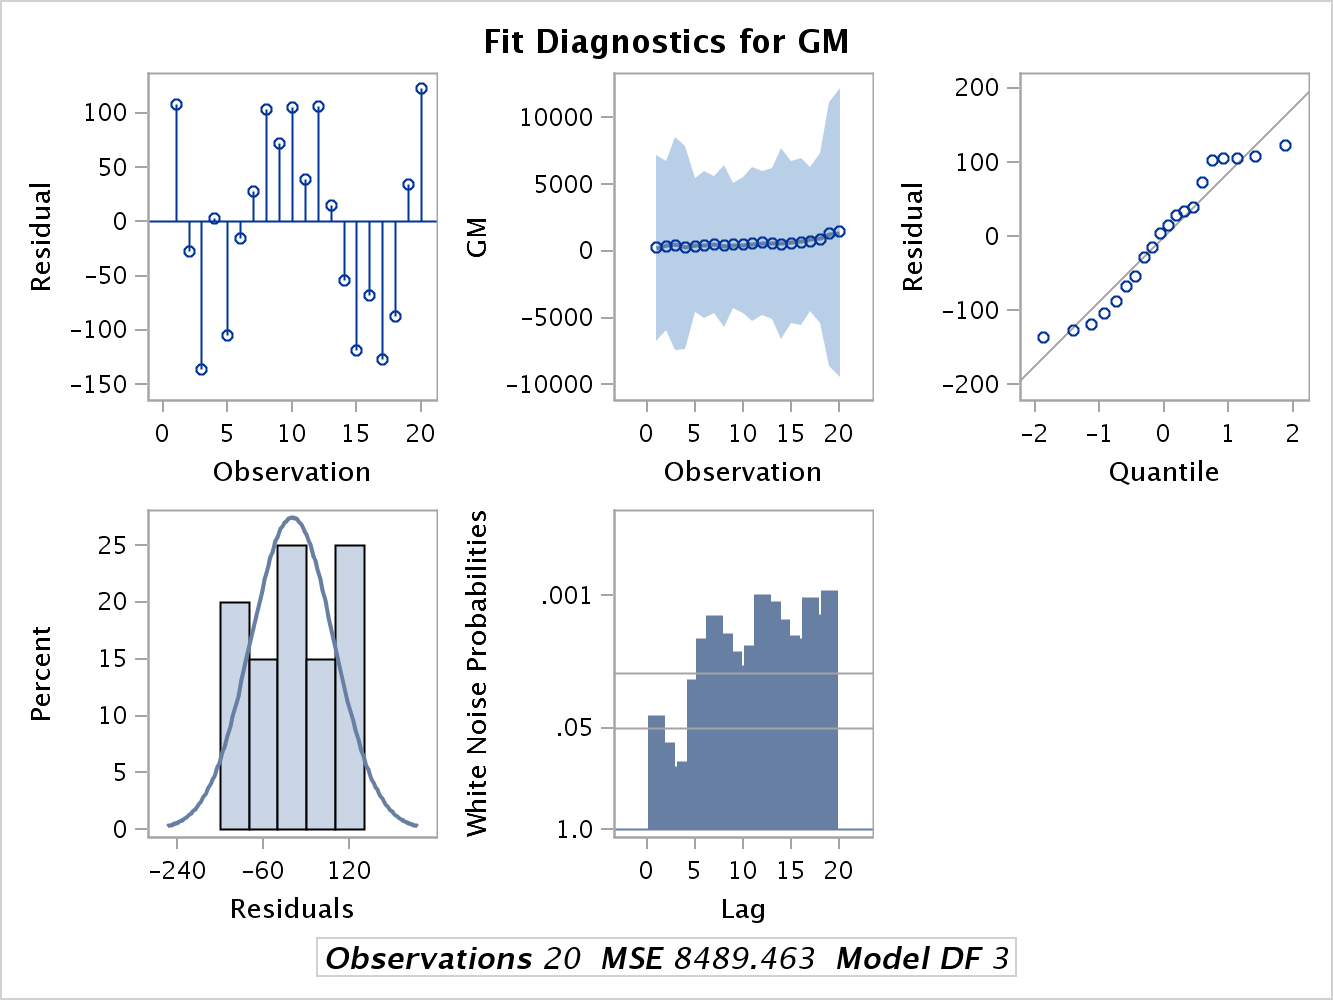 Fit Diagnostics for GM
Residual
100
50
0
−50
−100
−150
0 5 10 15 20
Observation
GM
10000
5000
0
−5000
−10000
0 5 10 15 20
Observation
Residual
200
100
0
−100
−200
−2 −1 0 1 2
Quantile
Percent
25
20
15
10
5
0
−240 −60 120
Residuals
White Noise Probabilities
.001
.05
1.0
0 5 10 15 20
Lag
Observations 20 MSE 8489.463 Model DF 3